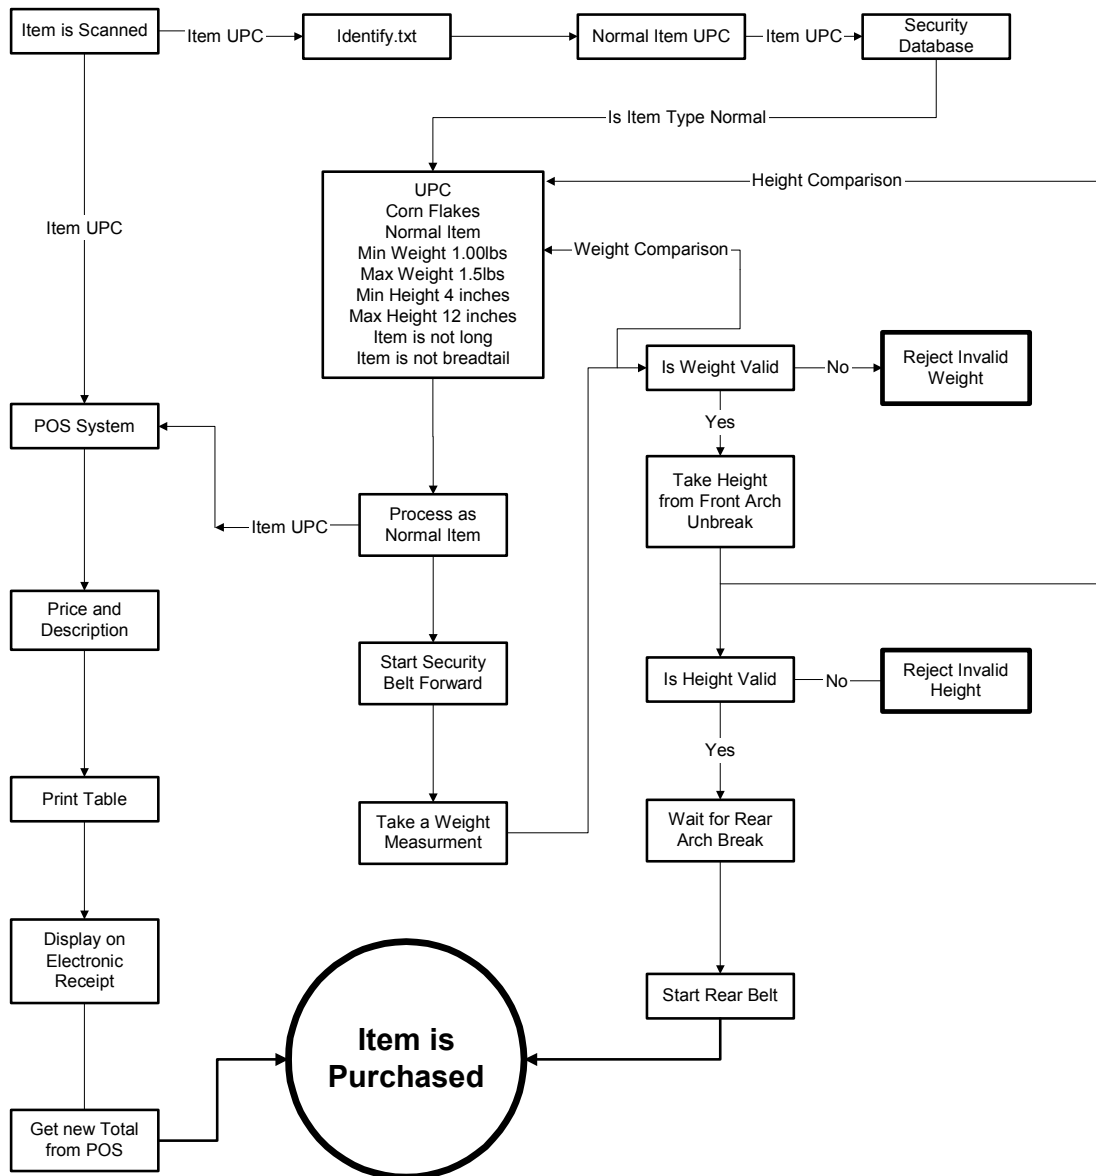 Item is Scanned
Item UPC
Identify.txt
Normal Item UPC
Item UPC
Security
Database
Is Item Type Normal
Height Comparison
UPC
Corn Flakes
Normal Item
Min Weight 1.00lbs
Max Weight 1.5lbs
Min Height 4 inches
Max Height 12 inches
Item is not long
Item is not breadtail
Item UPC
Weight Comparison
Is Weight Valid
No
Reject Invalid
Weight
Yes
POS System
Take Height
from Front Arch
Unbreak
Item UPC
Process as
Normal Item
Price and
Description
Start Security
Belt Forward
Is Height Valid
No
Reject Invalid
Height
Yes
Print Table
Take a Weight
Measurment
Wait for Rear
Arch Break
Display on
Electronic
Receipt
Start Rear Belt
Item is
Purchased
Get new Total
from POS